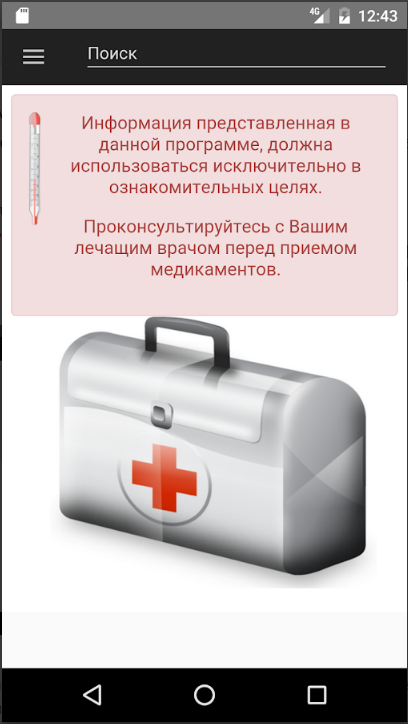 4G
12:43
Поиск
Информация представленная в
данной программе, должна
использоваться исключительно в
ознакомительных целях.
Проконсультируйтесь с Вашим
лечащим врачом перед приемом
медикаментов.